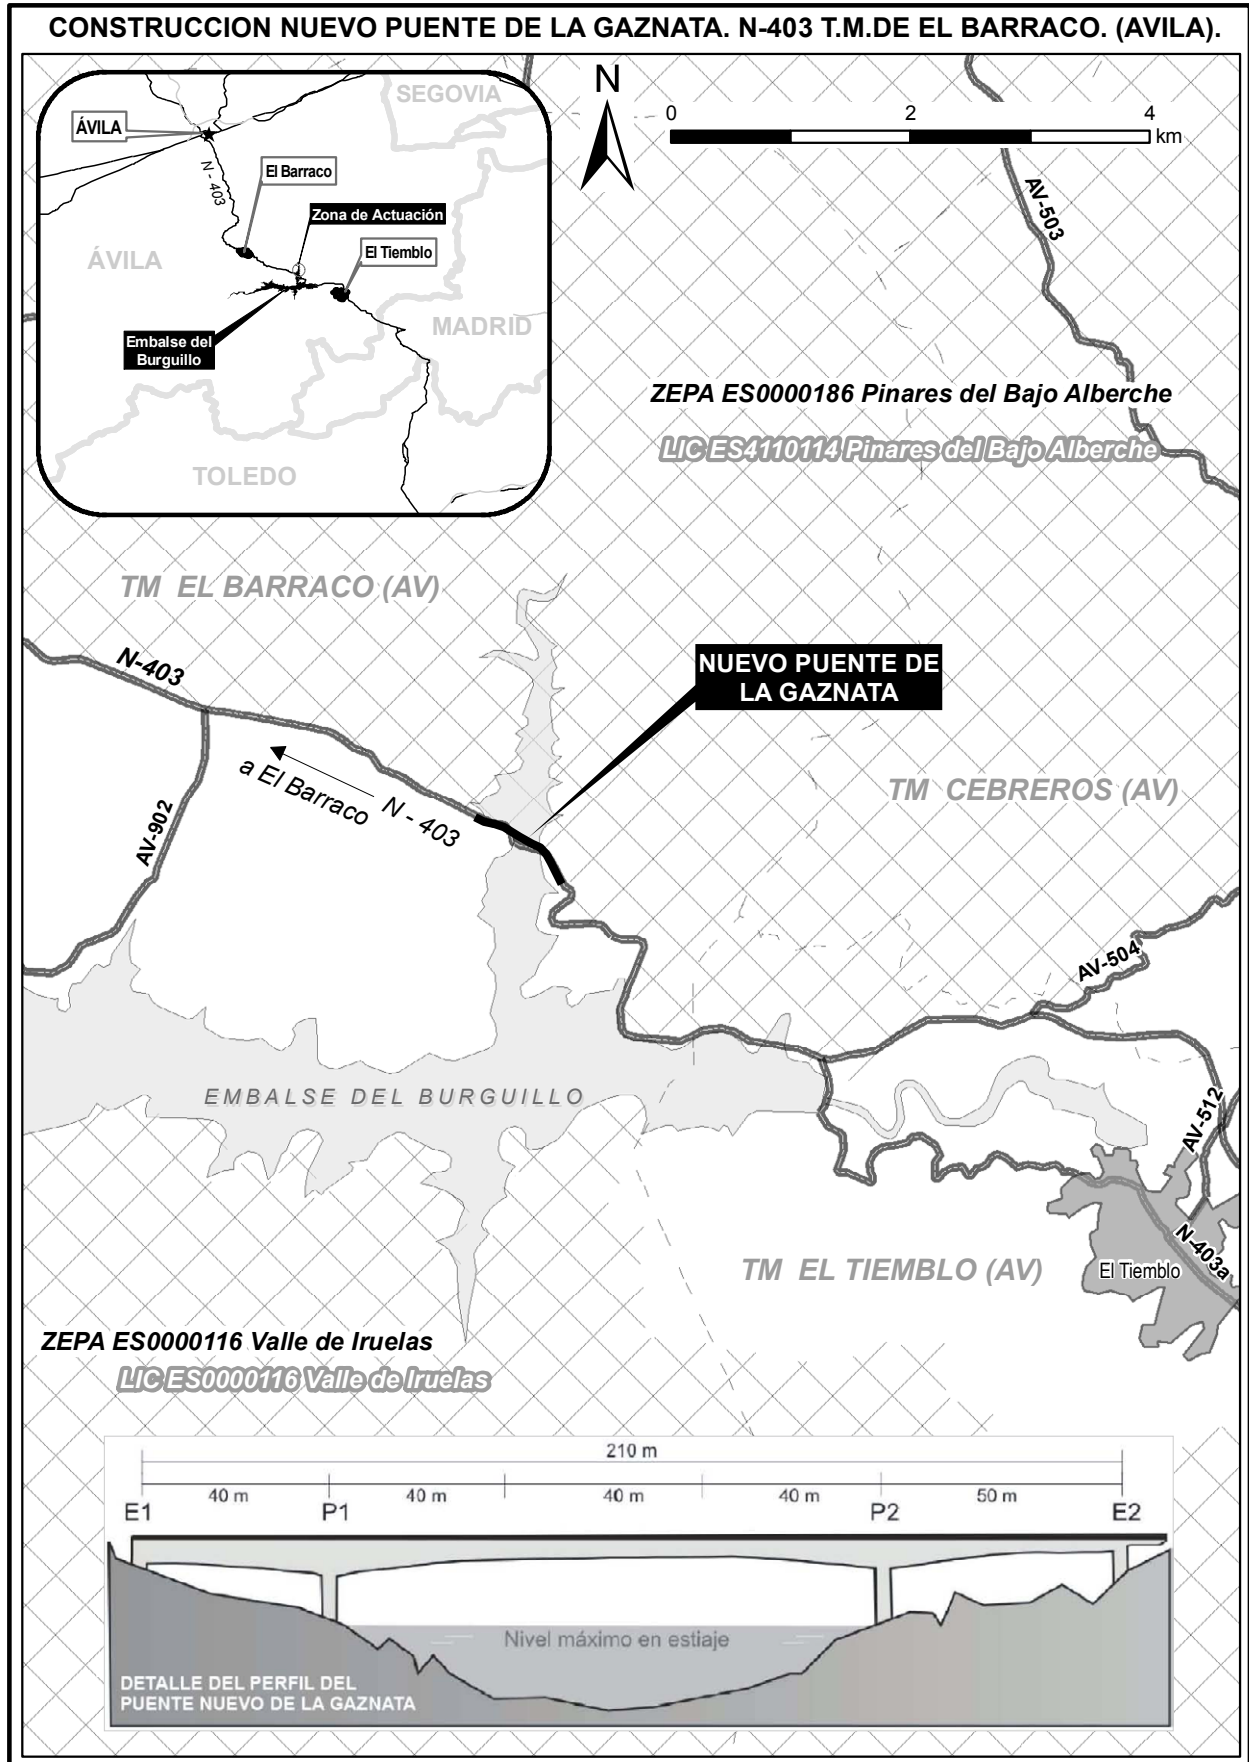 CONSTRUCCION NUEVO PUENTE DE LA GAZNATA. N-403 T.M.DE EL BARRACO. (AVILA).
SEGOVIA
ÁVILA
N - 403
El Barraco
Zona de Actuación
El Tiemblo
ÁVILA
MADRID
Embalse del
Burguillo
TOLEDO
N
0 2 4
km
AV-503
ZEPA ES0000186 Pinares del Bajo Alberche
LIC ES4110114 Pinares del Bajo Alberche
TM EL BARRACO (AV)
N-403
NUEVO PUENTE DE
LA GAZNATA
a El Barraco
N - 403
TM CEBREROS (AV)
AV-902
AV-504
EMBALSE DEL BURGUILLO
AV-512
TM EL TIEMBLO (AV)
El Tiemblo
N-403a
ZEPA ES0000116 Valle de Iruelas
LIC ES0000116 Valle de Iruelas
210 m
40 m 40 m 40 m 40 m 50 m
E1 P1 P2 E2
Nivel máximo en estiaje
DETALLE DEL PERFIL DEL
PUENTE NUEVO DE LA GAZNATA